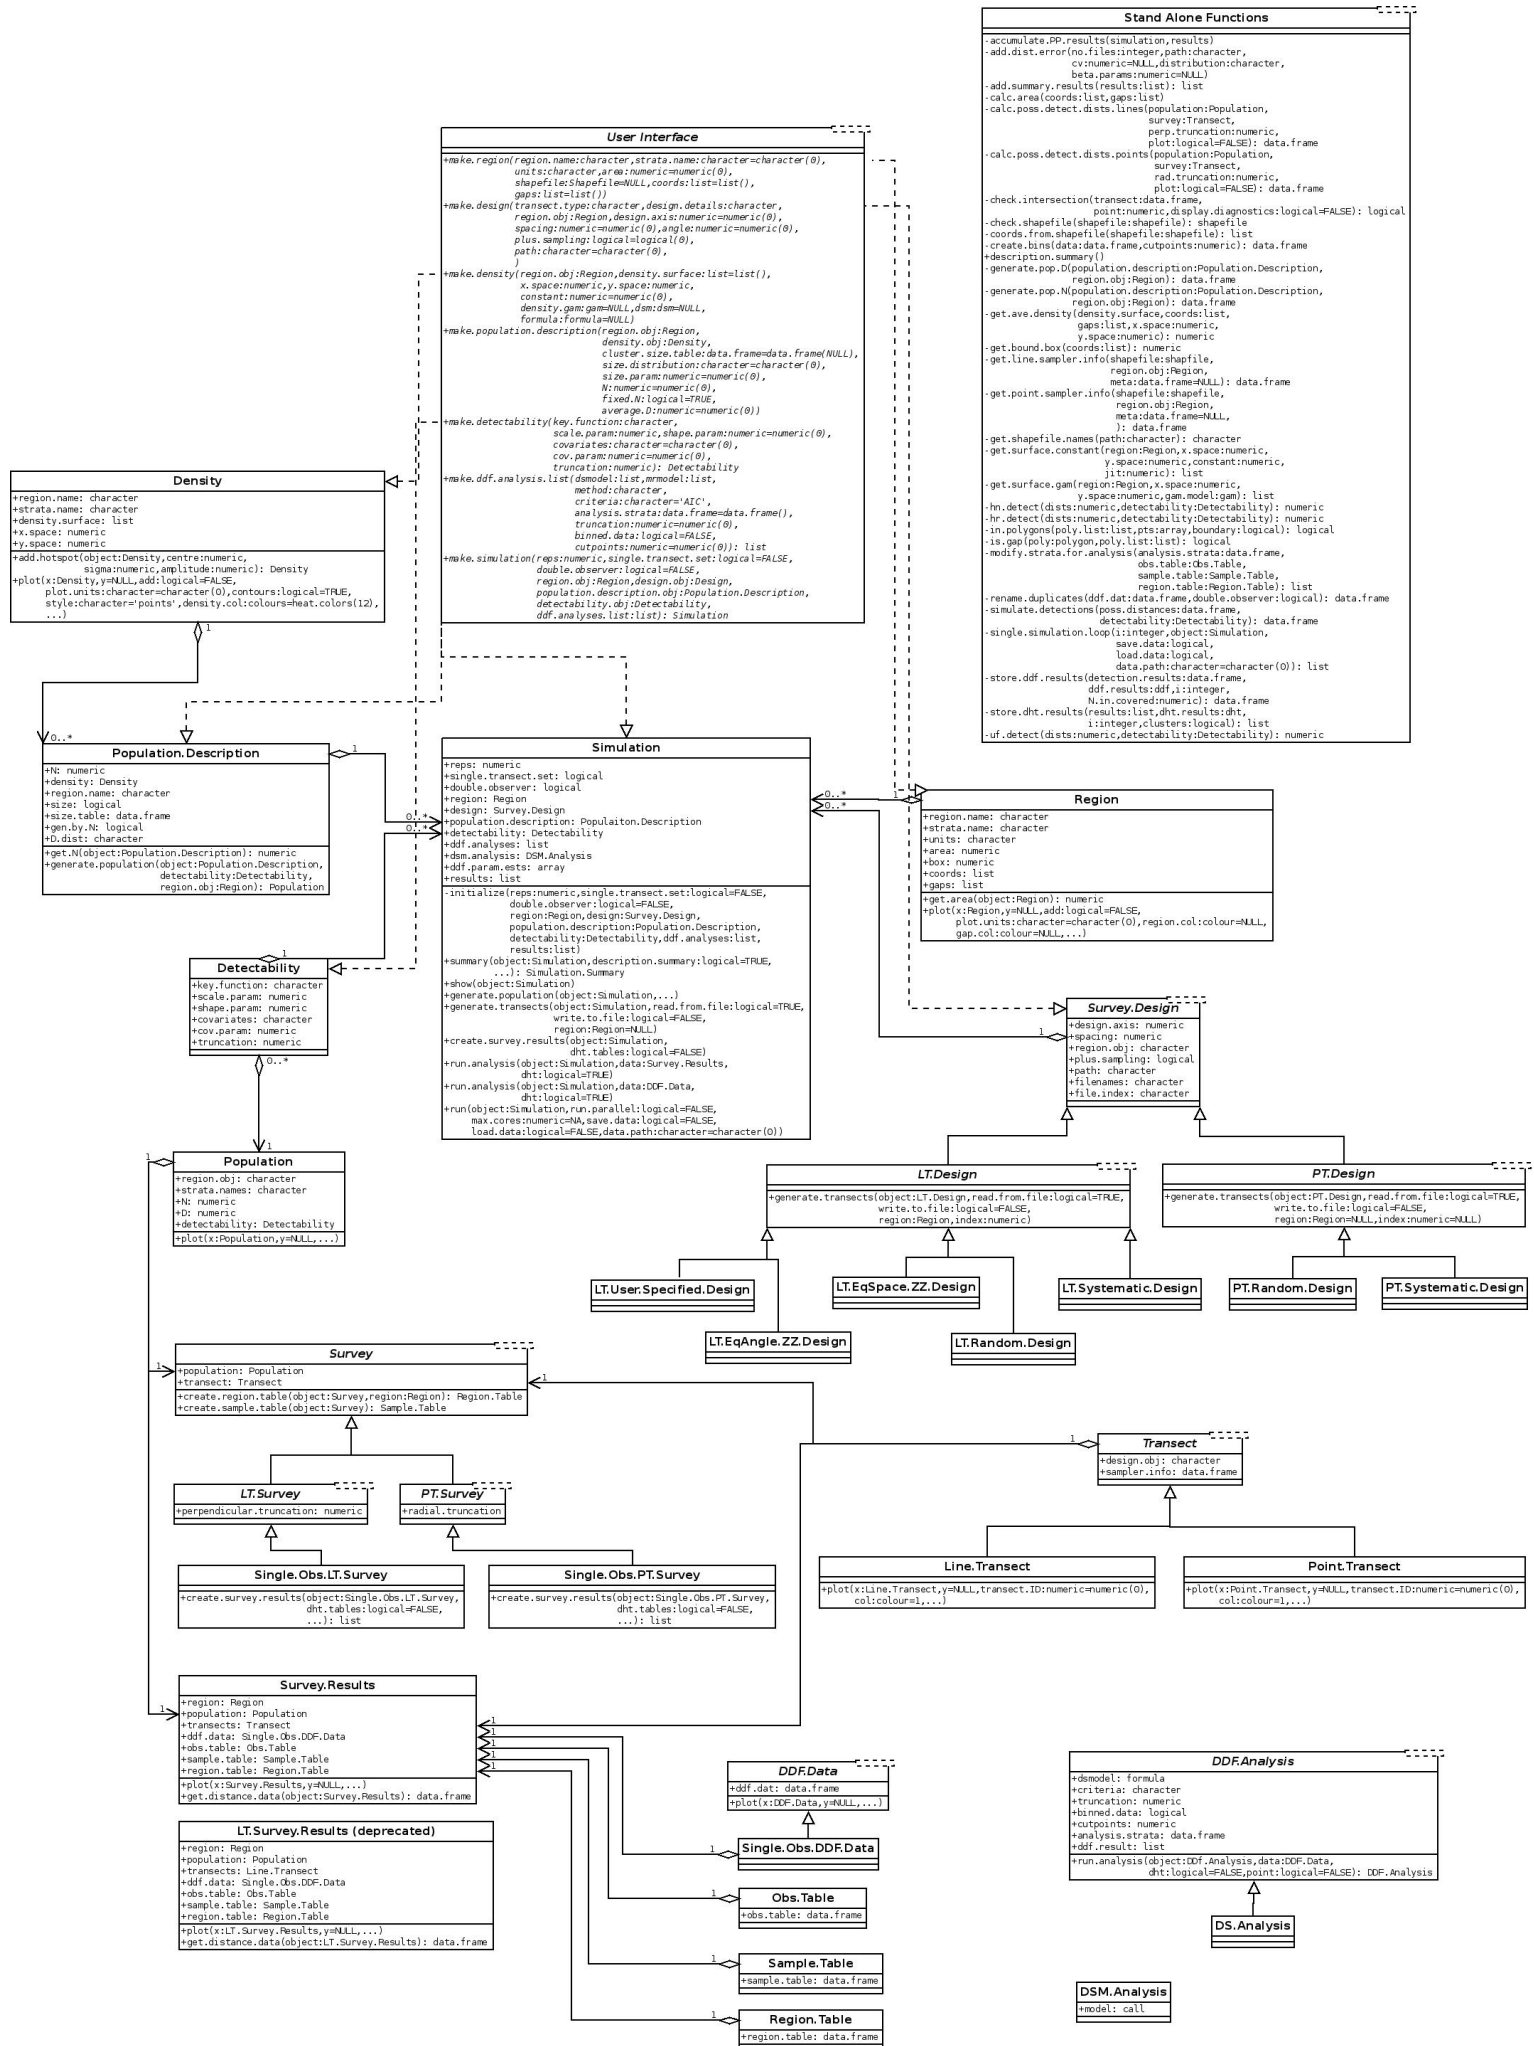 Stand Alone Functions
-accumulate.PP.results(simulation,results)
-add.dist.error(no.files:integer,path:character,
cv:numeric=NULL,distribution:character,
beta.params:numeric=NULL)
-add.summary.results(results:list): list
-calc.area(coords:list,gaps:list)
-calc.poss.detect.dists.lines(population:Population,
survey:Transect,
perp.truncation:numeric,
plot:logical=FALSE): data.frame
-calc.poss.detect.dists.points(population:Population,
survey:Transect,
rad.truncation:numeric,
plot:logical=FALSE): data.frame
-check.intersection(transect:data.frame,
point:numeric,display.diagnostics:logical=FALSE): logical
-check.shapefile(shapefile:shapefile): shapefile
-coords.from.shapefile(shapefile:shapefile): list
-create.bins(data:data.frame,cutpoints:numeric): data.frame
+description.summary()
-generate.pop.D(population.description:Population.Description,
region.obj:Region): data.frame
-generate.pop.N(population.description:Population.Description,
region.obj:Region): data.frame
-get.ave.density(density.surface,coords:list,
gaps:list,x.space:numeric,
y.space:numeric): numeric
-get.bound.box(coords:list): numeric
-get.line.sampler.info(shapefile:shapfile,
region.obj:Region,
meta:data.frame=NULL): data.frame
-get.point.sampler.info(shapefile:shapefile,
region.obj:Region,
meta:data.frame=NULL,
): data.frame
-get.shapefile.names(path:character): character
-get.surface.constant(region:Region,x.space:numeric,
y.space:numeric,constant:numeric,
jit:numeric): list
-get.surface.gam(region:Region,x.space:numeric,
y.space:numeric,gam.model:gam): list
-hn.detect(dists:numeric,detectability:Detectability): numeric
-hr.detect(dists:numeric,detectability:Detectability): numeric
-in.polygons(poly.list:list,pts:array,boundary:logical): logical
-is.gap(poly:polygon,poly.list:list): logical
-modify.strata.for.analysis(analysis.strata:data.frame,
obs.table:Obs.Table,
sample.table:Sample.Table,
region.table:Region.Table): list
-rename.duplicates(ddf.dat:data.frame,double.observer:logical): data.frame
-simulate.detections(poss.distances:data.frame,
detectability:Detectability): data.frame
-single.simulation.loop(i:integer,object:Simulation,
save.data:logical,
load.data:logical,
data.path:character=character(0)): list
-store.ddf.results(detection.results:data.frame,
ddf.results:ddf,i:integer,
N.in.covered:numeric): data.frame
-store.dht.results(results:list,dht.results:dht,
i:integer,clusters:logical): list
-uf.detect(dists:numeric,detectability:Detectability): numeric
User Interface
+make.region(region.name:character,strata.name:character=character(0),
units:character,area:numeric=numeric(0),
shapefile:Shapefile=NULL,coords:list=list(),
gaps:list=list())
+make.design(transect.type:character,design.details:character,
region.obj:Region,design.axis:numeric=numeric(0),
spacing:numeric=numeric(0),angle:numeric=numeric(0),
plus.sampling:logical=logical(0),
path:character=character(0),
)
+make.density(region.obj:Region,density.surface:list=list(),
x.space:numeric,y.space:numeric,
constant:numeric=numeric(0),
density.gam:gam=NULL,dsm:dsm=NULL,
formula:formula=NULL)
+make.population.description(region.obj:Region,
density.obj:Density,
cluster.size.table:data.frame=data.frame(NULL),
size.distribution:character=character(0),
size.param:numeric=numeric(0),
N:numeric=numeric(0),
fixed.N:logical=TRUE,
average.D:numeric=numeric(0))
+make.detectability(key.function:character,
scale.param:numeric,shape.param:numeric=numeric(0),
covariates:character=character(0),
cov.param:numeric=numeric(0),
truncation:numeric): Detectability
+make.ddf.analysis.list(dsmodel:list,mrmodel:list,
method:character,
criteria:character='AIC',
analysis.strata:data.frame=data.frame(),
truncation:numeric=numeric(0),
binned.data:logical=FALSE,
cutpoints:numeric=numeric(0)): list
+make.simulation(reps:numeric,single.transect.set:logical=FALSE,
double.observer:logical=FALSE,
region.obj:Region,design.obj:Design,
population.description.obj:Population.Description,
detectability.obj:Detectability,
ddf.analyses.list:list): Simulation
Density
+region.name: character
+strata.name: character
+density.surface: list
+x.space: numeric
+y.space: numeric
+add.hotspot(object:Density,centre:numeric,
sigma:numeric,amplitude:numeric): Density
+plot(x:Density,y=NULL,add:logical=FALSE,
plot.units:character=character(0),contours:logical=TRUE,
style:character='points',density.col:colours=heat.colors(12),
...)
1
0..*
Population.Description
1
+N: numeric
+density: Density
+region.name: character
+size: logical
+size.table: data.frame
+gen.by.N: logical
+D.dist: character
+get.N(object:Population.Description): numeric
+generate.population(object:Population.Description,
detectability:Detectability,
region.obj:Region): Population
0..*
0..*
Simulation
+reps: numeric
+single.transect.set: logical
+double.observer: logical
+region: Region
+design: Survey.Design
+population.description: Populaiton.Description
+detectability: Detectability
+ddf.analyses: list
+dsm.analysis: DSM.Analysis
+ddf.param.ests: array
+results: list
-initialize(reps:numeric,single.transect.set:logical=FALSE,
double.observer:logical=FALSE,
region:Region,design:Survey.Design,
population.description:Population.Description,
detectability:Detectability,ddf.analyses:list,
results:list)
+summary(object:Simulation,description.summary:logical=TRUE,
...): Simulation.Summary
+show(object:Simulation)
+generate.population(object:Simulation,...)
+generate.transects(object:Simulation,read.from.file:logical=TRUE,
write.to.file:logical=FALSE,
region:Region=NULL)
+create.survey.results(object:Simulation,
dht.tables:logical=FALSE)
+run.analysis(object:Simulation,data:Survey.Results,
dht:logical=TRUE)
+run.analysis(object:Simulation,data:DDF.Data,
dht:logical=TRUE)
+run(object:Simulation,run.parallel:logical=FALSE,
max.cores:numeric=NA,save.data:logical=FALSE,
load.data:logical=FALSE,data.path:character=character(0))
0..*
0..*
1
Region
+region.name: character
+strata.name: character
+units: character
+area: numeric
+box: numeric
+coords: list
+gaps: list
+get.area(object:Region): numeric
+plot(x:Region,y=NULL,add:logical=FALSE,
plot.units:character=character(0),region.col:colour=NULL,
gap.col:colour=NULL,...)
1
Detectability
+key.function: character
+scale.param: numeric
+shape.param: numeric
+covariates: character
+cov.param: numeric
+truncation: numeric
0..*
1
1
Survey.Design
+design.axis: numeric
+spacing: numeric
+region.obj: character
+plus.sampling: logical
+path: character
+filenames: character
+file.index: character
1
Population
+region.obj: character
+strata.names: character
+N: numeric
+D: numeric
+detectability: Detectability
+plot(x:Population,y=NULL,...)
LT.Design
+generate.transects(object:LT.Design,read.from.file:logical=TRUE,
write.to.file:logical=FALSE,
region:Region,index:numeric)
PT.Design
+generate.transects(object:PT.Design,read.from.file:logical=TRUE,
write.to.file:logical=FALSE,
region:Region=NULL,index:numeric=NULL)
LT.User.Specified.Design
LT.EqSpace.ZZ.Design
LT.Systematic.Design
PT.Random.Design
PT.Systematic.Design
LT.EqAngle.ZZ.Design
LT.Random.Design
1
Survey
+population: Population
+transect: Transect
+create.region.table(object:Survey,region:Region): Region.Table
+create.sample.table(object:Survey): Sample.Table
1
1
Transect
+design.obj: character
+sampler.info: data.frame
LT.Survey
+perpendicular.truncation: numeric
PT.Survey
+radial.truncation
Single.Obs.LT.Survey
+create.survey.results(object:Single.Obs.LT.Survey,
dht.tables:logical=FALSE,
...): list
Single.Obs.PT.Survey
+create.survey.results(object:Single.Obs.PT.Survey,
dht.tables:logical=FALSE,
...): list
Line.Transect
+plot(x:Line.Transect,y=NULL,transect.ID:numeric=numeric(0),
col:colour=1,...)
Point.Transect
+plot(x:Point.Transect,y=NULL,transect.ID:numeric=numeric(0),
col:colour=1,...)
1
Survey.Results
+region: Region
+population: Population
+transects: Transect
+ddf.data: Single.Obs.DDF.Data
+obs.table: Obs.Table
+sample.table: Sample.Table
+region.table: Region.Table
+plot(x:Survey.Results,y=NULL,...)
+get.distance.data(object:Survey.Results): data.frame
1
1
1
1
1
LT.Survey.Results (deprecated)
+region: Region
+population: Population
+transects: Line.Transect
+ddf.data: Single.Obs.DDF.Data
+obs.table: Obs.Table
+sample.table: Sample.Table
+region.table: Region.Table
+plot(x:LT.Survey.Results,y=NULL,...)
+get.distance.data(object:LT.Survey.Results): data.frame
DDF.Data
+ddf.dat: data.frame
+plot(x:DDF.Data,y=NULL,...)
1
Single.Obs.DDF.Data
1
Obs.Table
+obs.table: data.frame
1
Sample.Table
+sample.table: data.frame
1
Region.Table
+region.table: data.frame
DDF.Analysis
+dsmodel: formula
+criteria: character
+truncation: numeric
+binned.data: logical
+cutpoints: numeric
+analysis.strata: data.frame
+ddf.result: list
+run.analysis(object:DDf.Analysis,data:DDF.Data,
dht:logical=FALSE,point:logical=FALSE): DDF.Analysis
DS.Analysis
DSM.Analysis
+model: call